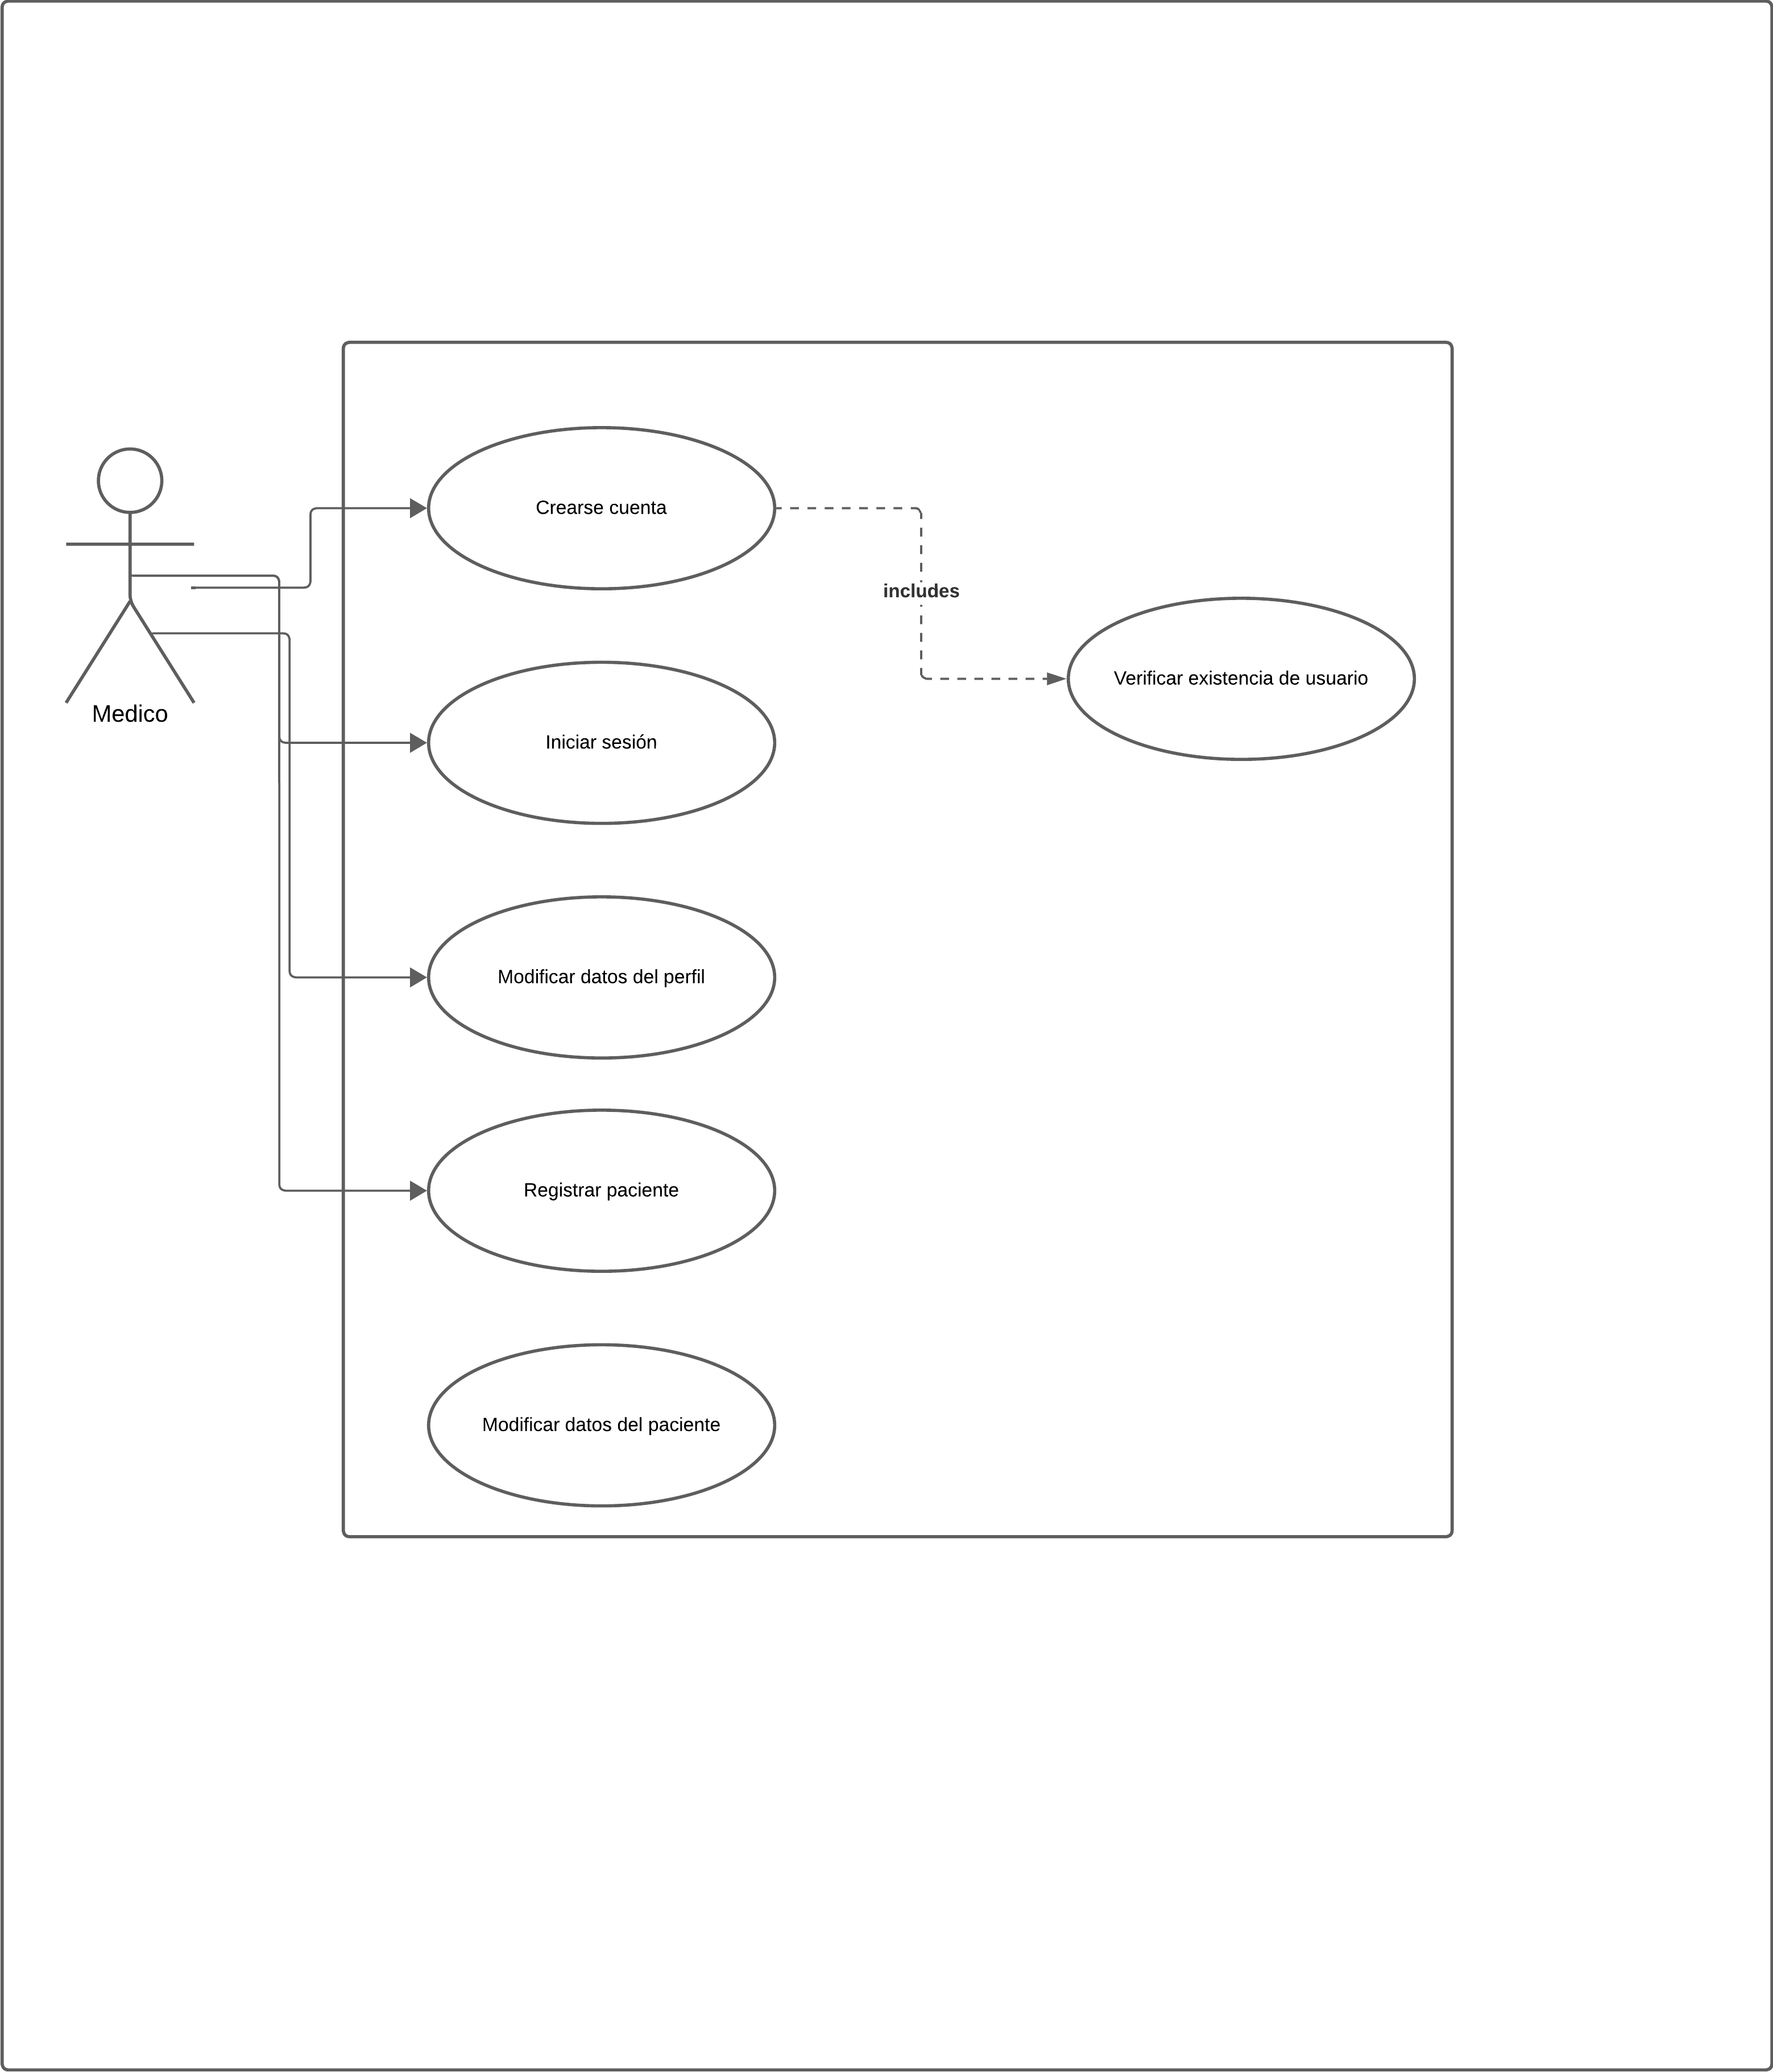 Crearse cuenta
includes
Verificar existencia de usuario
Medico
Iniciar sesión
Modificar datos del perfil
Registrar paciente
Modificar datos del paciente